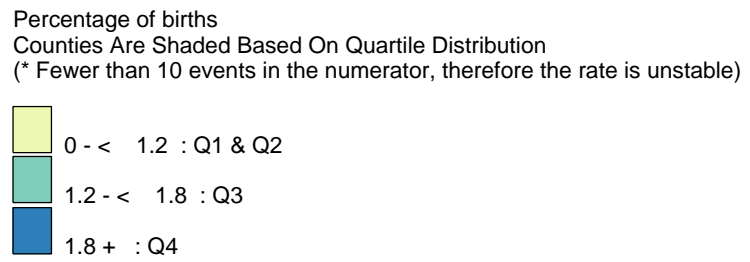 Percentage of births
Counties Are Shaded Based On Quartile Distribution
(* Fewer than 10 events in the numerator, therefore the rate is unstable)
0 - < 1.2 : Q1 & Q2
1.2 - < 1.8 : Q3
1.8 + : Q4